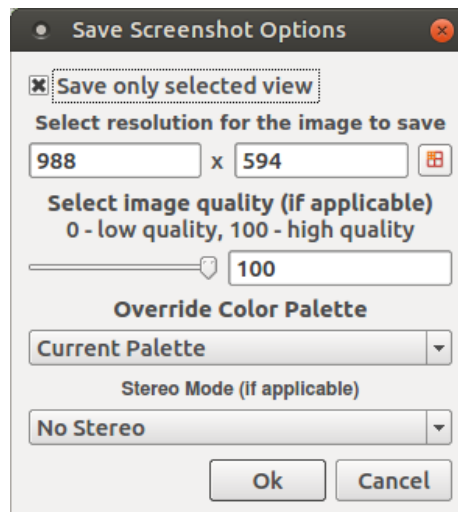 Save Screenshot Options
Save only selected view
Select resolution for the image to save
988 x 594
Select image quality (if applicable)
0 - low quality, 100 - high quality
100
Override Color Palette
Current Palette
Stereo Mode (if applicable)
No Stereo
Ok Cancel